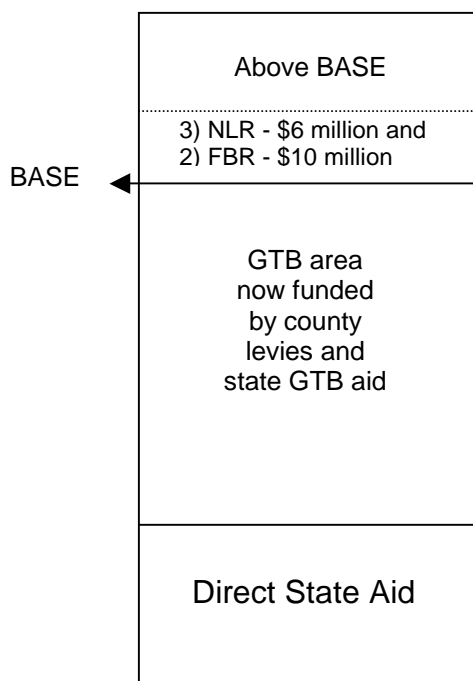 Above BASE
3) NLR - $6 million and
2) FBR - $10 million
BASE
GTB area
now funded
by county
levies and
state GTB aid
Direct State Aid